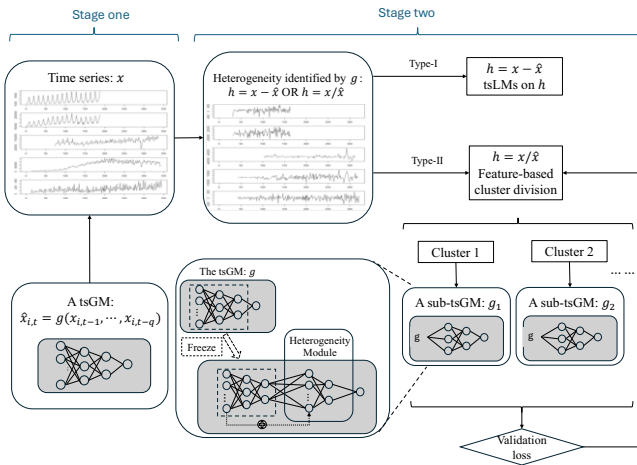 Stage one
Stage two
Time series: x
Heterogeneity identified by g:
h = x − x̂ OR h = x/x̂
Type-I
h = x − x̂
tsLMs on h
Type-II
h = x/x̂
Feature-based
cluster division
A tsGM:
x̂_{i,t} = g(x_{i,t−1}, ⋯, x_{i,t−q})
The tsGM: g
Freeze
Heterogeneity
Module
Cluster 1
Cluster 2
... ...
A sub-tsGM: g₁
A sub-tsGM: g₂
g
g
Validation
loss